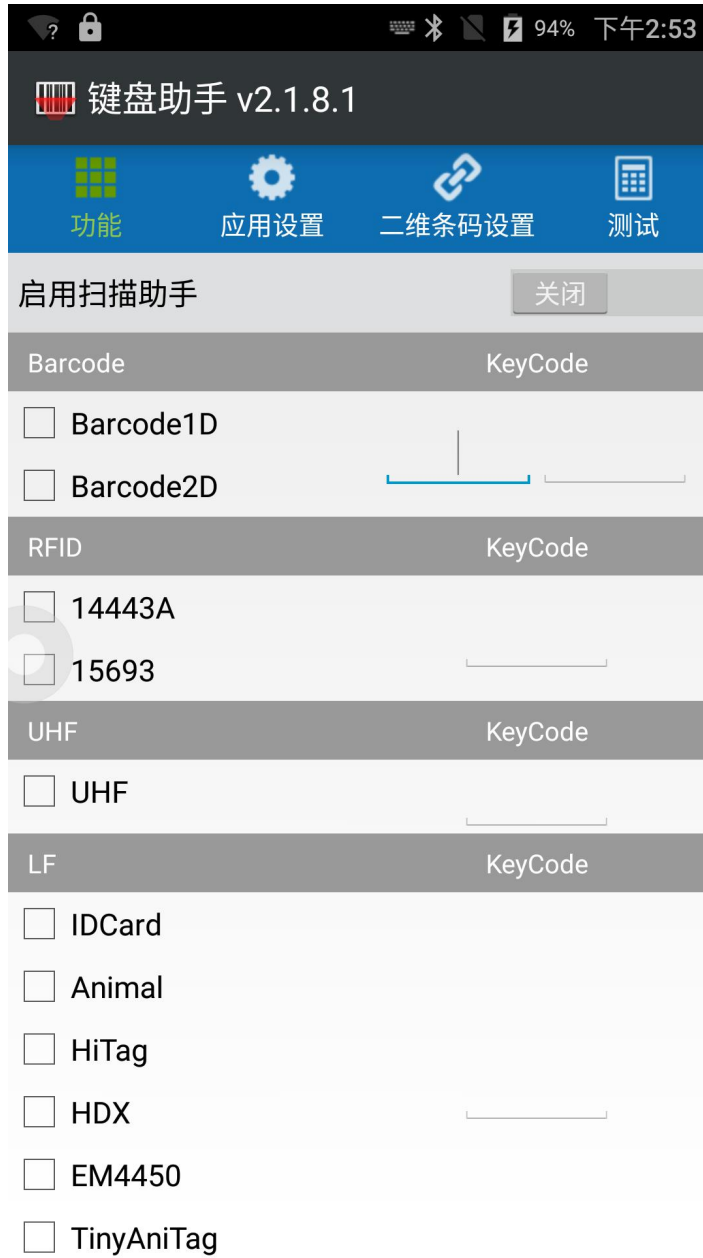 94% 下午2:53
键盘助手 v2.1.8.1
功能 应用设置 二维条码设置 测试
启用扫描助手 关闭
Barcode KeyCode
Barcode1D
Barcode2D
RFID KeyCode
14443A
15693
UHF KeyCode
UHF
LF KeyCode
IDCard
Animal
HiTag
HDX
EM4450
TinyAniTag